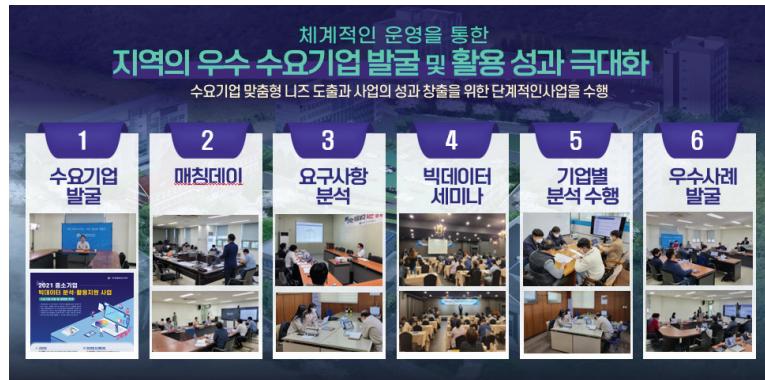 체계적인 운영을 통한
지역의 우수 수요기업 발굴 및 활용 성과 극대화
수요기업 맞춤형 니즈 도출과 사업의 성과 창출을 위한 단계적인사업을 수행
1
수요기업
발굴
2021 중소기업
빅데이터 분석·활용지원 사업
2
매칭데이
3
요구사항
분석
4
빅데이터
세미나
5
기업별
분석 수행
6
우수사례
발굴